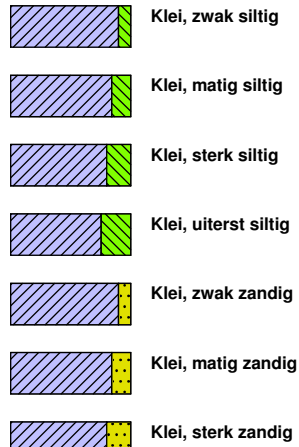 Klei, zwak siltig
Klei, matig siltig
Klei, sterk siltig
Klei, uiterst siltig
Klei, zwak zandig
Klei, matig zandig
Klei, sterk zandig